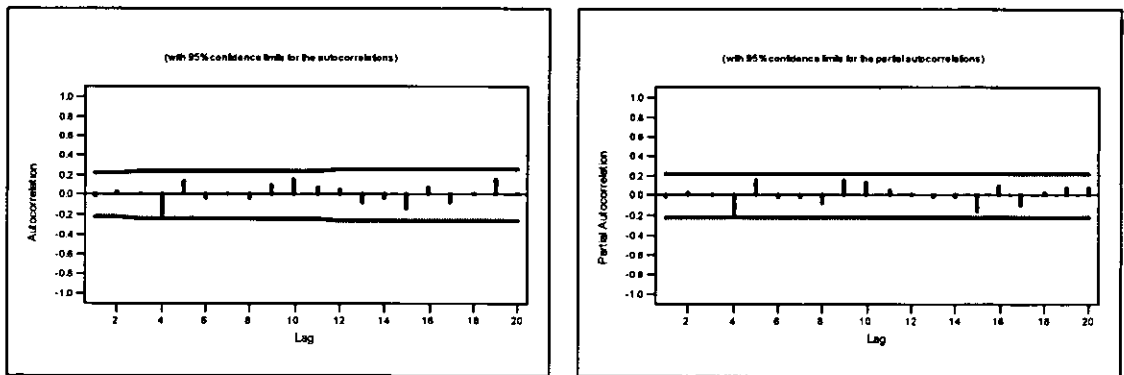 (with 95% confidence limits for the autocorrelations)
1.0
0.8
0.6
0.4
0.2
0.0
-0.2
-0.4
-0.6
-0.8
-1.0
Autocorrelation
2 4 6 8 10 12 14 16 18 20
Lag
(with 95% confidence limits for the partial autocorrelations)
1.0
0.8
0.6
0.4
0.2
0.0
-0.2
-0.4
-0.6
-0.8
-1.0
Partial Autocorrelation
2 4 6 8 10 12 14 16 18 20
Lag